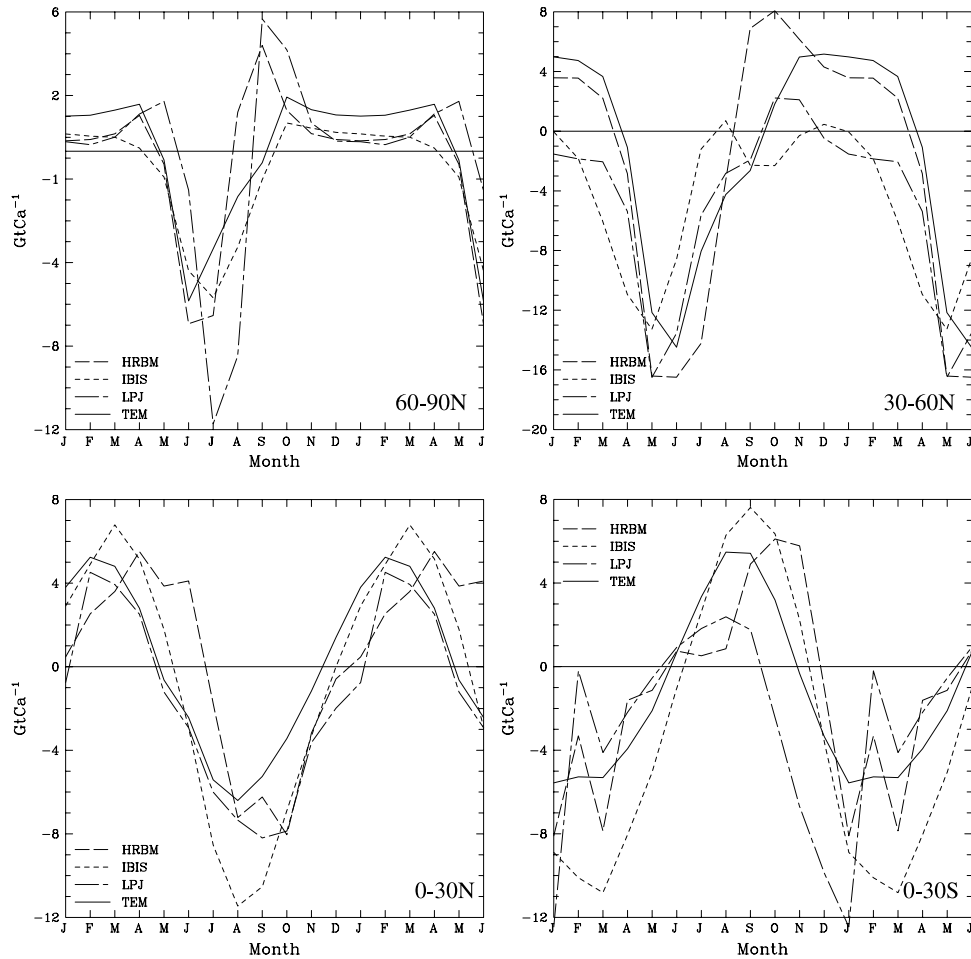 6
2
-1
-4
-8
-12
GtCa⁻¹
HRBM
IBIS
LPJ
TEM
60-90N
J F M A M J J A S O N D J F M A M J
Month
8
4
0
-4
-8
-12
-16
-20
GtCa⁻¹
HRBM
IBIS
LPJ
TEM
30-60N
J F M A M J J A S O N D J F M A M J
Month
8
4
0
-4
-8
-12
GtCa⁻¹
HRBM
IBIS
LPJ
TEM
0-30N
J F M A M J J A S O N D J F M A M J
Month
8
4
0
-4
-8
-12
GtCa⁻¹
HRBM
IBIS
LPJ
TEM
0-30S
J F M A M J J A S O N D J F M A M J
Month